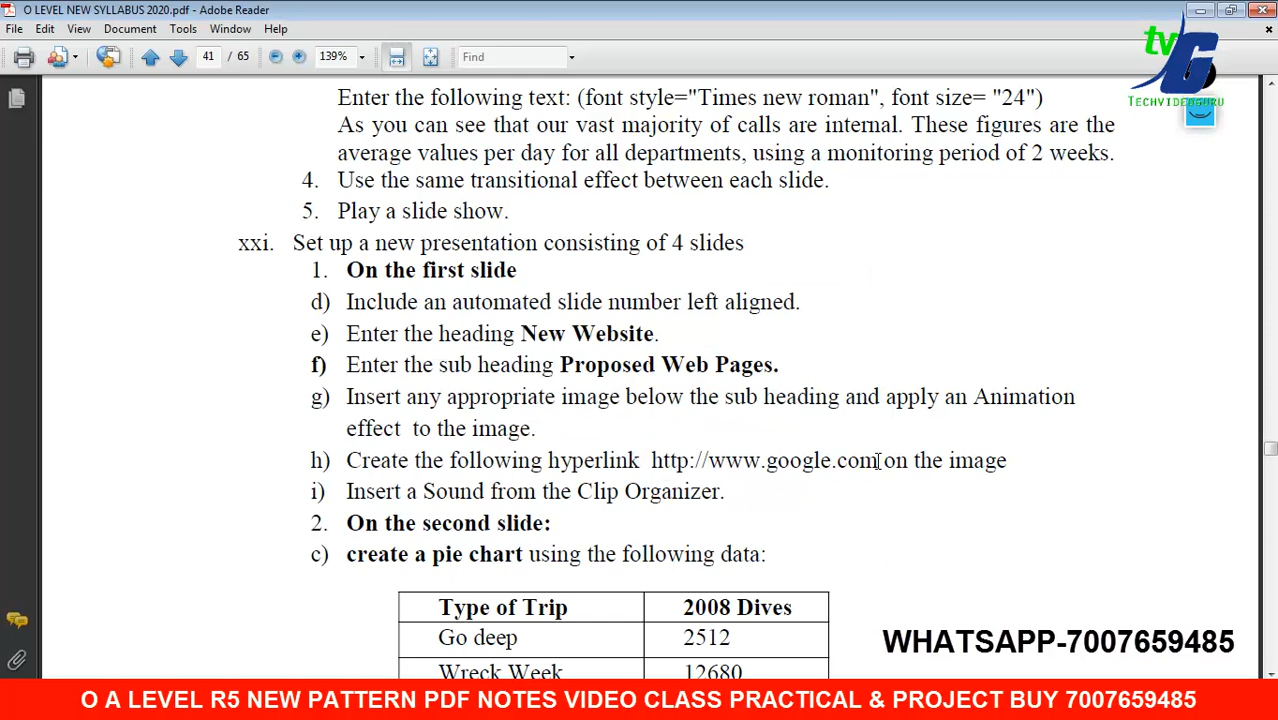 O LEVEL NEW SYLLABUS 2020.pdf - Adobe Reader
File Edit View Document Tools Window Help
41 / 65 139% Find
tv G
TECHVIDEOGURU
Enter the following text: (font style="Times new roman", font size= "24")
As you can see that our vast majority of calls are internal. These figures are the
average values per day for all departments, using a monitoring period of 2 weeks.
4. Use the same transitional effect between each slide.
5. Play a slide show.
xxi. Set up a new presentation consisting of 4 slides
1. On the first slide
d) Include an automated slide number left aligned.
e) Enter the heading New Website.
f) Enter the sub heading Proposed Web Pages.
g) Insert any appropriate image below the sub heading and apply an Animation
effect to the image.
h) Create the following hyperlink http://www.google.com on the image
i) Insert a Sound from the Clip Organizer.
2. On the second slide:
c) create a pie chart using the following data:
Type of Trip 2008 Dives
Go deep 2512
Wreck Week 12680
WHATSAPP-7007659485
O A LEVEL R5 NEW PATTERN PDF NOTES VIDEO CLASS PRACTICAL & PROJECT BUY 7007659485